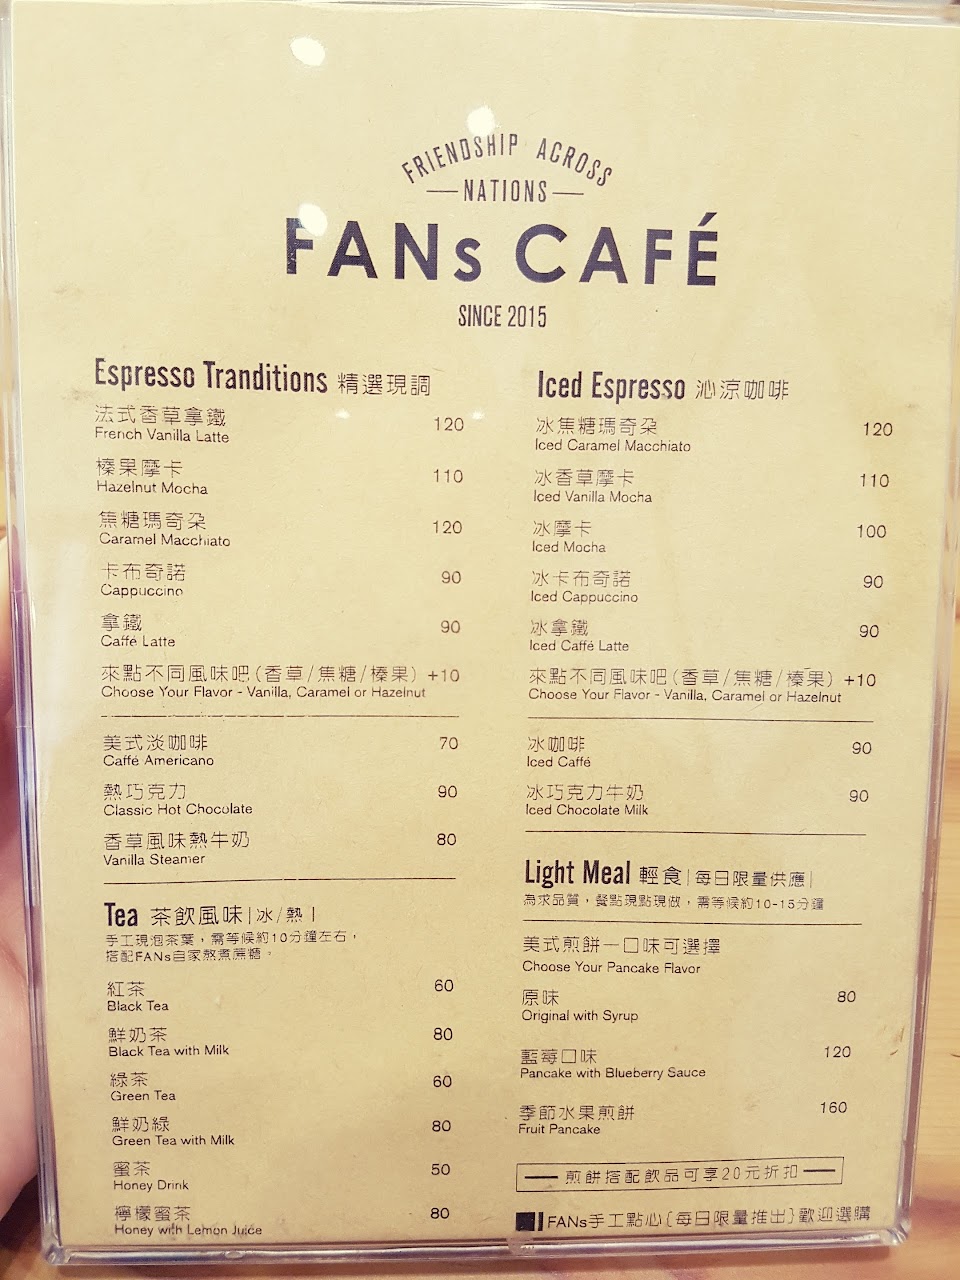 FRIENDSHIP ACROSS
NATIONS
FANs CAFÉ
SINCE 2015
Espresso Tranditions 精選現調
法式香草拿鐵 120
French Vanilla Latte
榛果摩卡 110
Hazelnut Mocha
焦糖瑪奇朵 120
Caramel Macchiato
卡布奇諾 90
Cappuccino
拿鐵 90
Caffé Latte
來點不同風味吧(香草/焦糖/榛果) +10
Choose Your Flavor - Vanilla, Caramel or Hazelnut
美式淡咖啡 70
Caffé Americano
熱巧克力 90
Classic Hot Chocolate
香草風味熱牛奶 80
Vanilla Steamer
Tea 茶飲風味|冰/熱|
手工現泡茶葉，需等候約10分鐘左右，
搭配FANs自家熬煮蔗糖。
紅茶 60
Black Tea
鮮奶茶 80
Black Tea with Milk
綠茶 60
Green Tea
鮮奶綠 80
Green Tea with Milk
蜜茶 50
Honey Drink
檸檬蜜茶 80
Honey with Lemon Juice
Iced Espresso 沁涼咖啡
冰焦糖瑪奇朵 120
Iced Caramel Macchiato
冰香草摩卡 110
Iced Vanilla Mocha
冰摩卡 100
Iced Mocha
冰卡布奇諾 90
Iced Cappuccino
冰拿鐵 90
Iced Caffé Latte
來點不同風味吧(香草/焦糖/榛果) +10
Choose Your Flavor - Vanilla, Caramel or Hazelnut
冰咖啡 90
Iced Caffé
冰巧克力牛奶 90
Iced Chocolate Milk
Light Meal 輕食|每日限量供應|
為求品質，餐點現點現做，需等候約10-15分鐘
美式煎餅一口味可選擇
Choose Your Pancake Flavor
原味 80
Original with Syrup
藍莓口味 120
Pancake with Blueberry Sauce
季節水果煎餅 160
Fruit Pancake
煎餅搭配飲品可享20元折扣
FANs手工點心{每日限量推出}歡迎選購